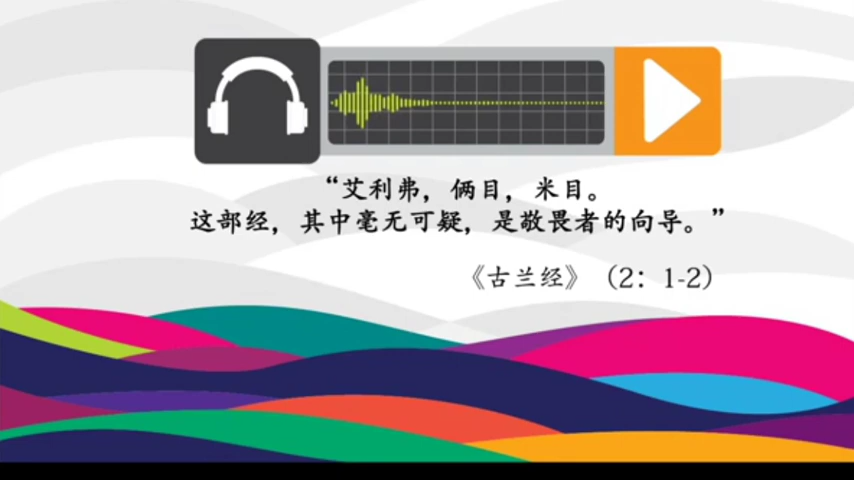 “艾利弗，俩目，米目。
这部经，其中毫无可疑，是敬畏者的向导。”
《古兰经》（2：1-2）